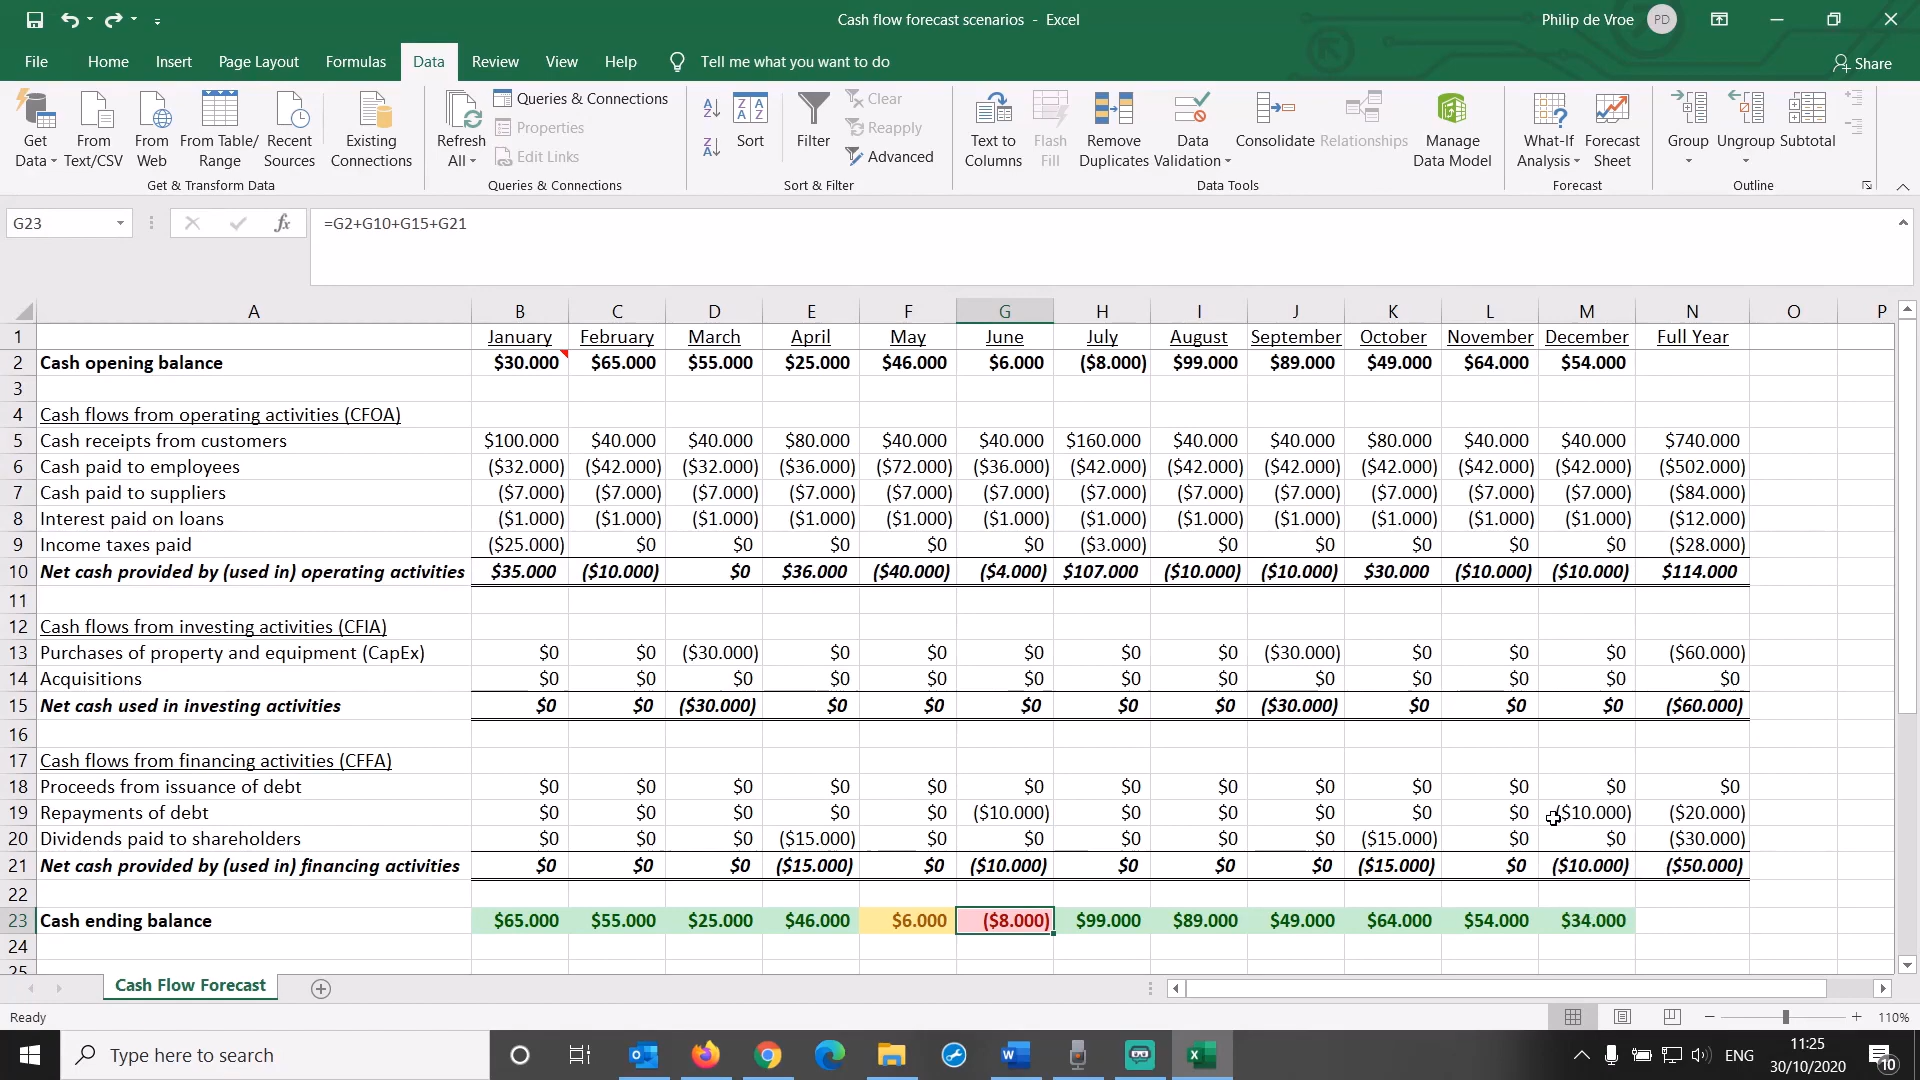 Cash flow forecast scenarios - Excel
Philip de Vroe PD
File Home Insert Page Layout Formulas Data Review View Help Tell me what you want to do Share
Get Data From Text/CSV From Web From Table/Range Recent Sources Existing Connections
Get & Transform Data
Refresh All Queries & Connections Properties Edit Links
Queries & Connections
Sort Filter Clear Reapply Advanced
Sort & Filter
Text to Columns Flash Fill Remove Duplicates Data Validation Consolidate Relationships Manage Data Model
Data Tools
What-If Analysis Forecast Sheet
Forecast
Group Ungroup Subtotal
Outline
G23 fx =G2+G10+G15+G21
A B C D E F G H I J K L M N O P
1 January February March April May June July August September October November December Full Year
2 Cash opening balance $30.000 $65.000 $55.000 $25.000 $46.000 $6.000 ($8.000) $99.000 $89.000 $49.000 $64.000 $54.000
3
4 Cash flows from operating activities (CFOA)
5 Cash receipts from customers $100.000 $40.000 $40.000 $80.000 $40.000 $40.000 $160.000 $40.000 $40.000 $80.000 $40.000 $40.000 $740.000
6 Cash paid to employees ($32.000) ($42.000) ($32.000) ($36.000) ($72.000) ($36.000) ($42.000) ($42.000) ($42.000) ($42.000) ($42.000) ($42.000) ($502.000)
7 Cash paid to suppliers ($7.000) ($7.000) ($7.000) ($7.000) ($7.000) ($7.000) ($7.000) ($7.000) ($7.000) ($7.000) ($7.000) ($7.000) ($84.000)
8 Interest paid on loans ($1.000) ($1.000) ($1.000) ($1.000) ($1.000) ($1.000) ($1.000) ($1.000) ($1.000) ($1.000) ($1.000) ($1.000) ($12.000)
9 Income taxes paid ($25.000) $0 $0 $0 $0 $0 ($3.000) $0 $0 $0 $0 $0 ($28.000)
10 Net cash provided by (used in) operating activities $35.000 ($10.000) $0 $36.000 ($40.000) ($4.000) $107.000 ($10.000) ($10.000) $30.000 ($10.000) ($10.000) $114.000
11
12 Cash flows from investing activities (CFIA)
13 Purchases of property and equipment (CapEx) $0 $0 ($30.000) $0 $0 $0 $0 $0 ($30.000) $0 $0 $0 ($60.000)
14 Acquisitions $0 $0 $0 $0 $0 $0 $0 $0 $0 $0 $0 $0 $0
15 Net cash used in investing activities $0 $0 ($30.000) $0 $0 $0 $0 $0 ($30.000) $0 $0 $0 ($60.000)
16
17 Cash flows from financing activities (CFFA)
18 Proceeds from issuance of debt $0 $0 $0 $0 $0 $0 $0 $0 $0 $0 $0 $0 $0
19 Repayments of debt $0 $0 $0 $0 $0 ($10.000) $0 $0 $0 $0 $0 ($10.000) ($20.000)
20 Dividends paid to shareholders $0 $0 $0 ($15.000) $0 $0 $0 $0 $0 ($15.000) $0 $0 ($30.000)
21 Net cash provided by (used in) financing activities $0 $0 $0 ($15.000) $0 ($10.000) $0 $0 $0 ($15.000) $0 ($10.000) ($50.000)
22
23 Cash ending balance $65.000 $55.000 $25.000 $46.000 $6.000 ($8.000) $99.000 $89.000 $49.000 $64.000 $54.000 $34.000
24
25
Cash Flow Forecast
Ready 110%
Type here to search ENG 11:25
30/10/2020 10